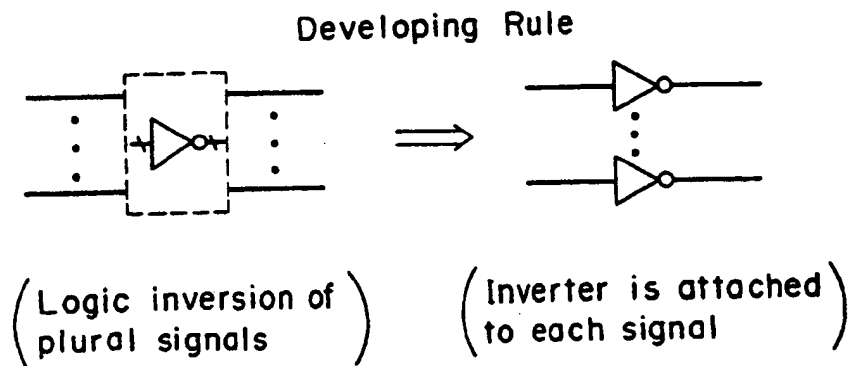 Developing Rule
(Logic inversion of
plural signals)
(Inverter is attached
to each signal)